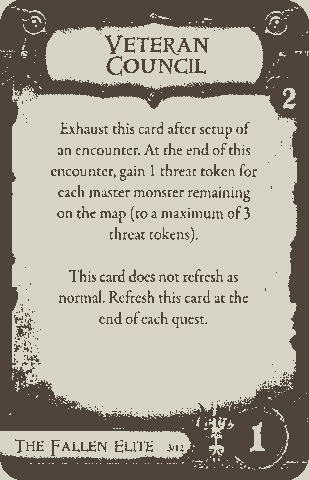 VETERAN
COUNCIL
2
Exhaust this card after setup of
an encounter. At the end of this
encounter, gain 1 threat token for
each master monster remaining
on the map (to a maximum of 3
threat tokens).
This card does not refresh as
normal. Refresh this card at the
end of each quest.
THE FALLEN ELITE 3/12
1